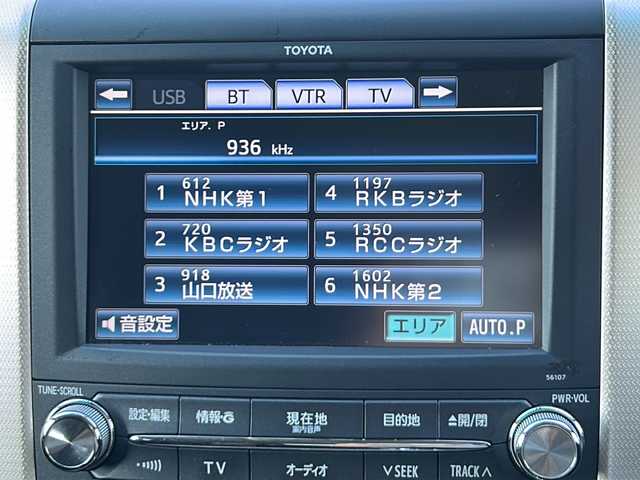 TOYOTA
USB BT VTR TV
エリア. P
936 kHz
1 612 NHK第1
4 1197 RKBラジオ
2 720 KBCラジオ
5 1350 RCCラジオ
3 918 山口放送
6 1602 NHK第2
音設定 エリア AUTO.P
56107
TUNE·SCROLL PWR·VOL
設定·編集 情報·G 現在地 案内音声 目的地 ⏏開/閉
TV オーディオ ∨SEEK TRACK∧